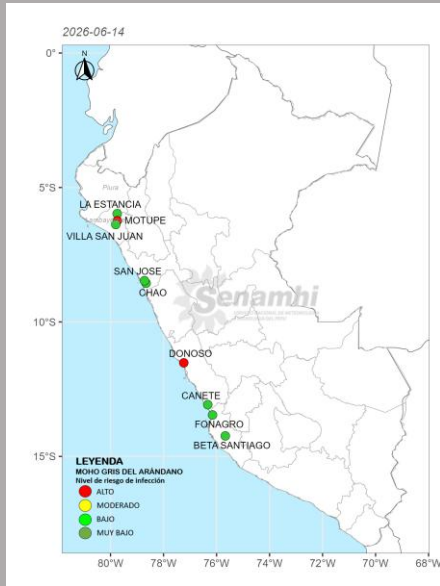 2026-06-14
N
0°
5°S
10°S
15°S
Piura
LA ESTANCIA
MOTUPE
VILLA SAN JUAN
SAN JOSE
CHAO
Senamhi
DONOSO
CANETE
FONAGRO
BETA SANTIAGO
LEYENDA
MOHO GRIS DEL ARÁNDANO
Nivel de riesgo de infección
ALTO
MODERADO
BAJO
MUY BAJO
80°W
78°W
76°W
74°W
72°W
70°W
68°W